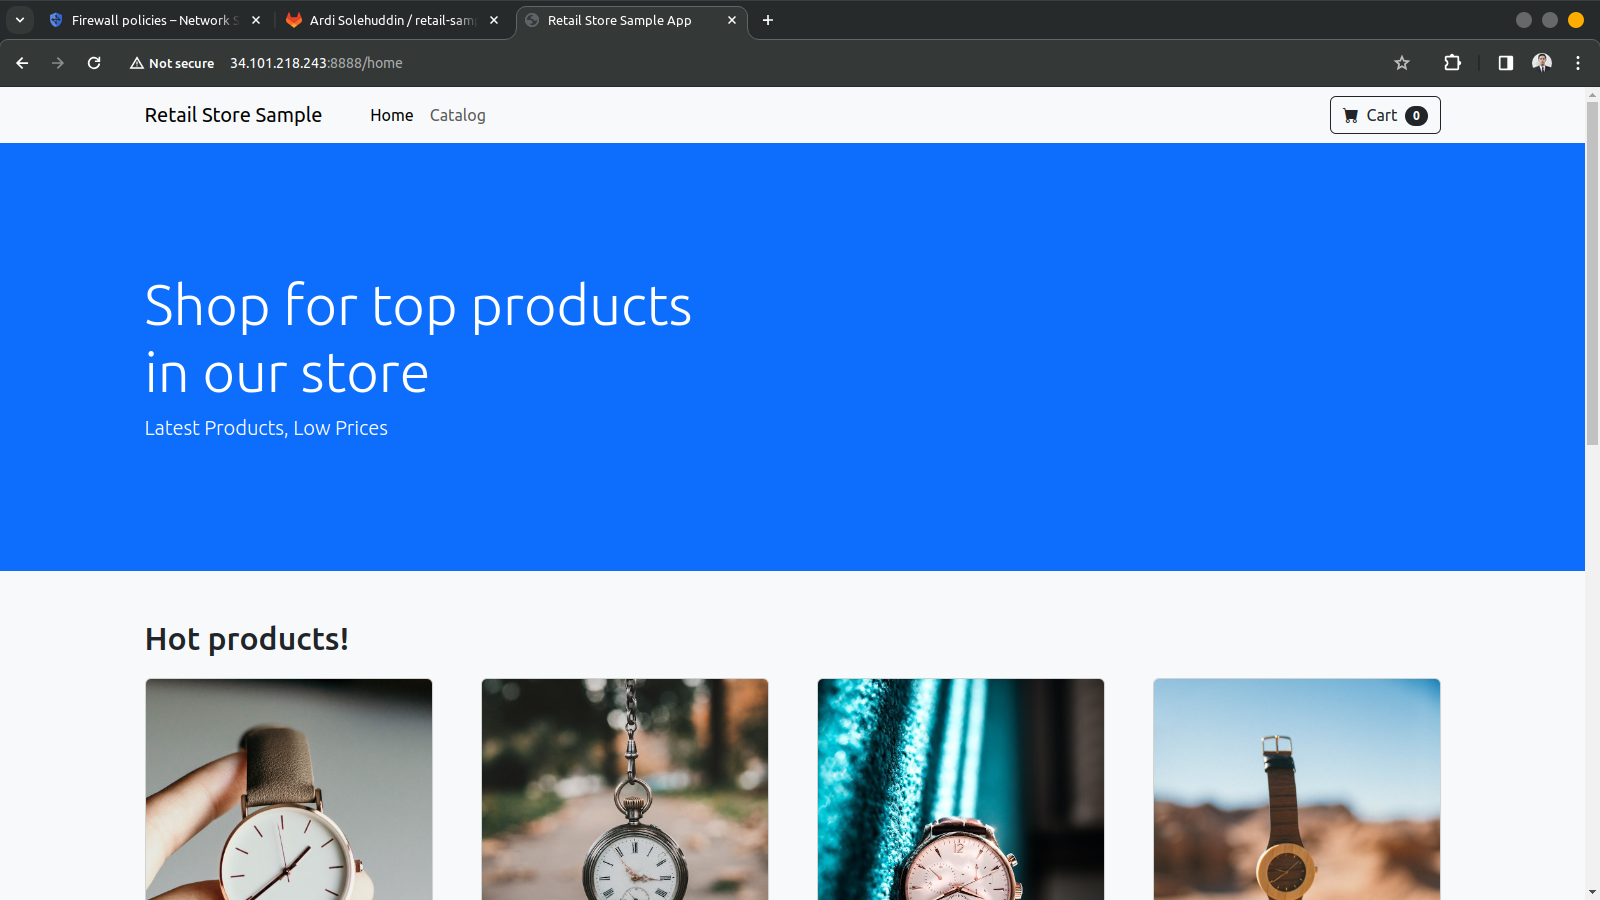 Firewall policies – Network S
Ardi Solehuddin / retail-sam
Retail Store Sample App
Not secure
34.101.218.243:8888/home
Retail Store Sample
Home
Catalog
Cart 0
Shop for top products
in our store
Latest Products, Low Prices
Hot products!